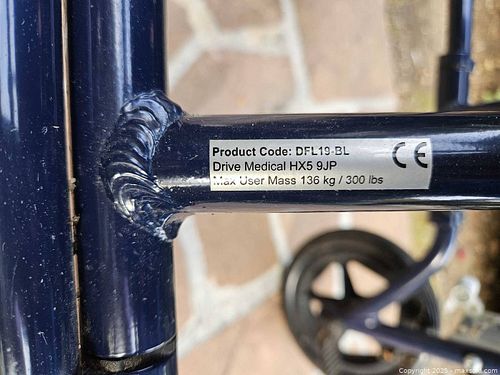 Product Code: DFL19-BL
Drive Medical HX5 9JP
Max User Mass 136 kg / 300 lbs
CE
Copyright 2025 - maxsold.com